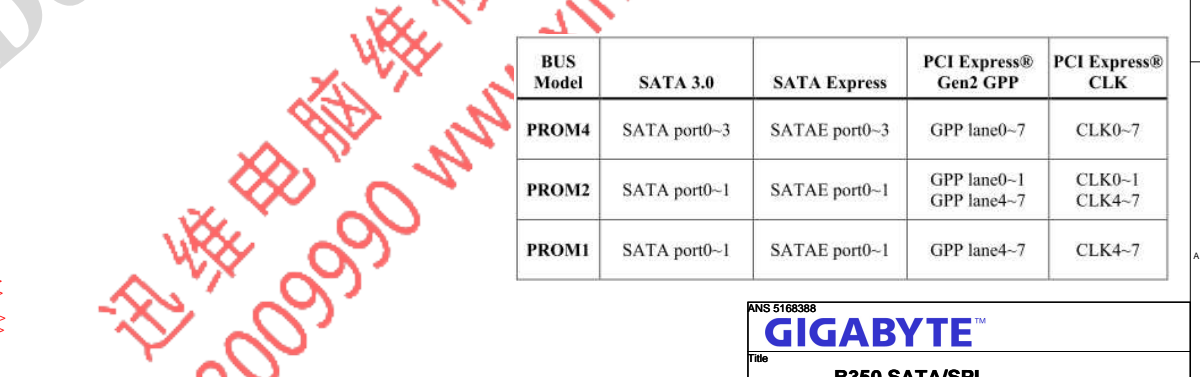 BUS Model SATA 3.0 SATA Express PCI Express® Gen2 GPP PCI Express® CLK
PROM4 SATA port0~3 SATAE port0~3 GPP lane0~7 CLK0~7
PROM2 SATA port0~1 SATAE port0~1 GPP lane0~1 GPP lane4~7 CLK0~1 CLK4~7
PROM1 SATA port0~1 SATAE port0~1 GPP lane4~7 CLK4~7
迅维电脑维修
009990 www.xin
A
ANS 5168388
GIGABYTE™
Title
B350 SATA/SPI